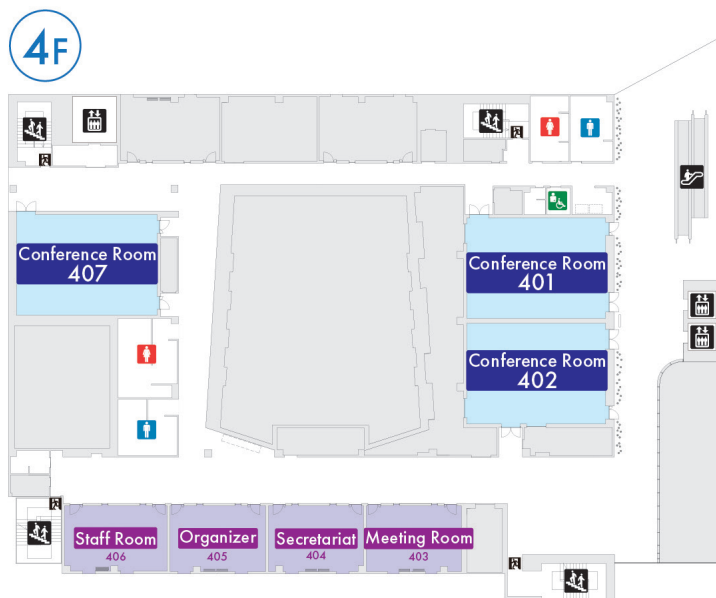 4F
Conference Room
407
Conference Room
401
Conference Room
402
Staff Room
406
Organizer
405
Secretariat
404
Meeting Room
403